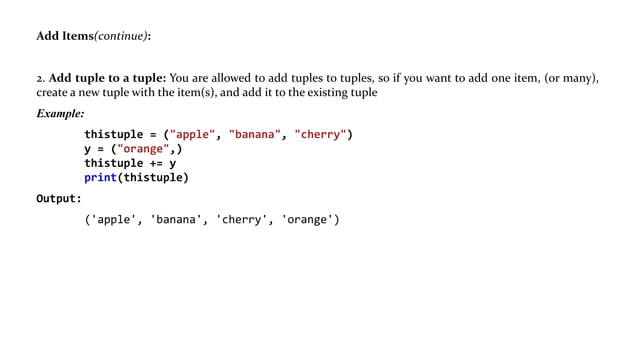 Add Items(continue):
2. Add tuple to a tuple: You are allowed to add tuples to tuples, so if you want to add one item, (or many),
create a new tuple with the item(s), and add it to the existing tuple
Example:
thistuple = ("apple", "banana", "cherry")
y = ("orange",)
thistuple += y
print(thistuple)
Output:
('apple', 'banana', 'cherry', 'orange')